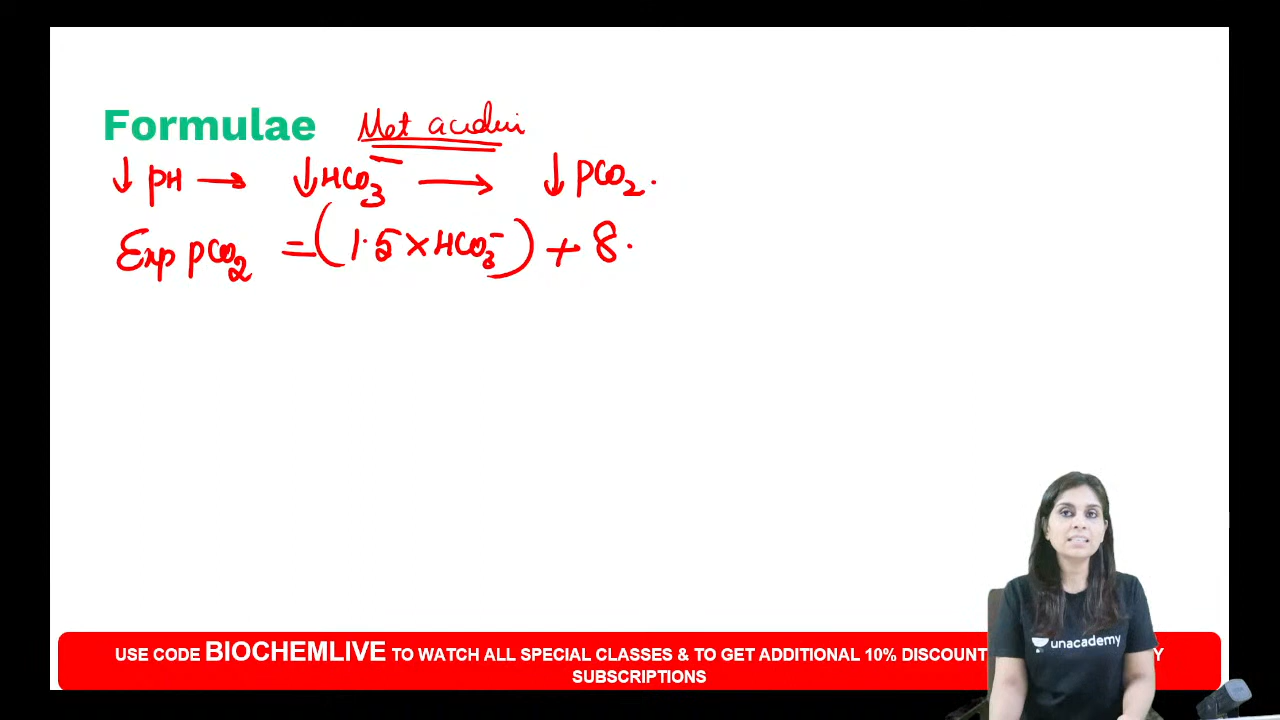 Formulae Met acidosis
↓ pH → ↓ HCO₃⁻ → ↓ pCO₂.
Exp pCO₂ = (1.5 × HCO₃⁻) + 8.
unacademy
USE CODE BIOCHEMLIVE TO WATCH ALL SPECIAL CLASSES & TO GET ADDITIONAL 10% DISCOUNT Y
SUBSCRIPTIONS